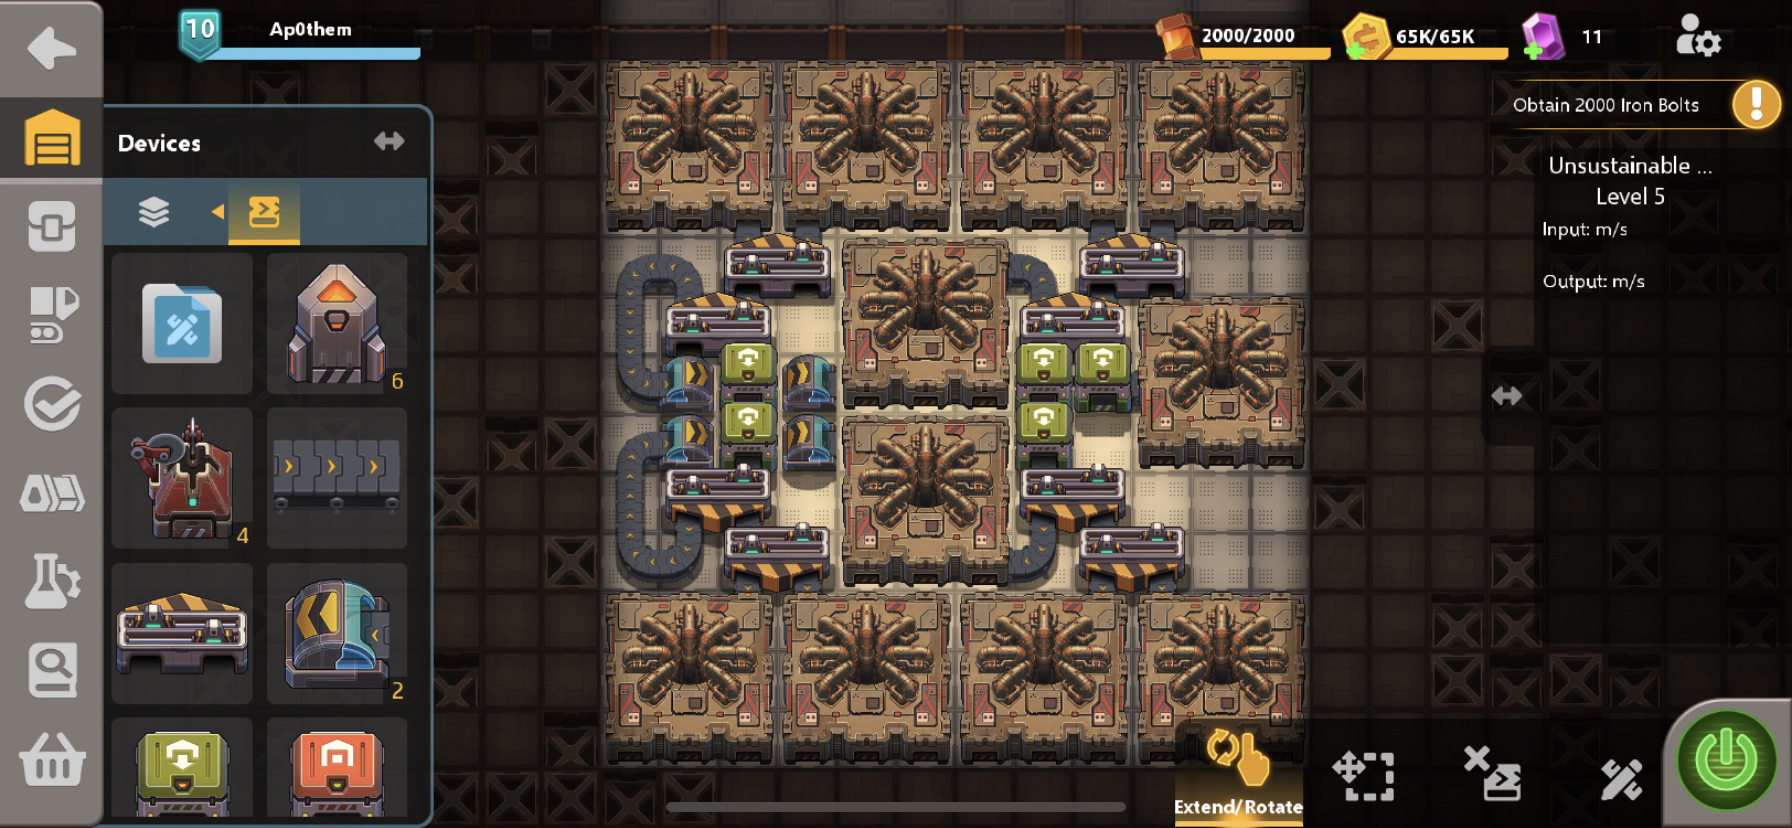 10
Ap0them
2000/2000
65K/65K
11
Obtain 2000 Iron Bolts
Devices
Unsustainable ...
Level 5
Input: m/s
Output: m/s
6
4
2
Extend/Rotate